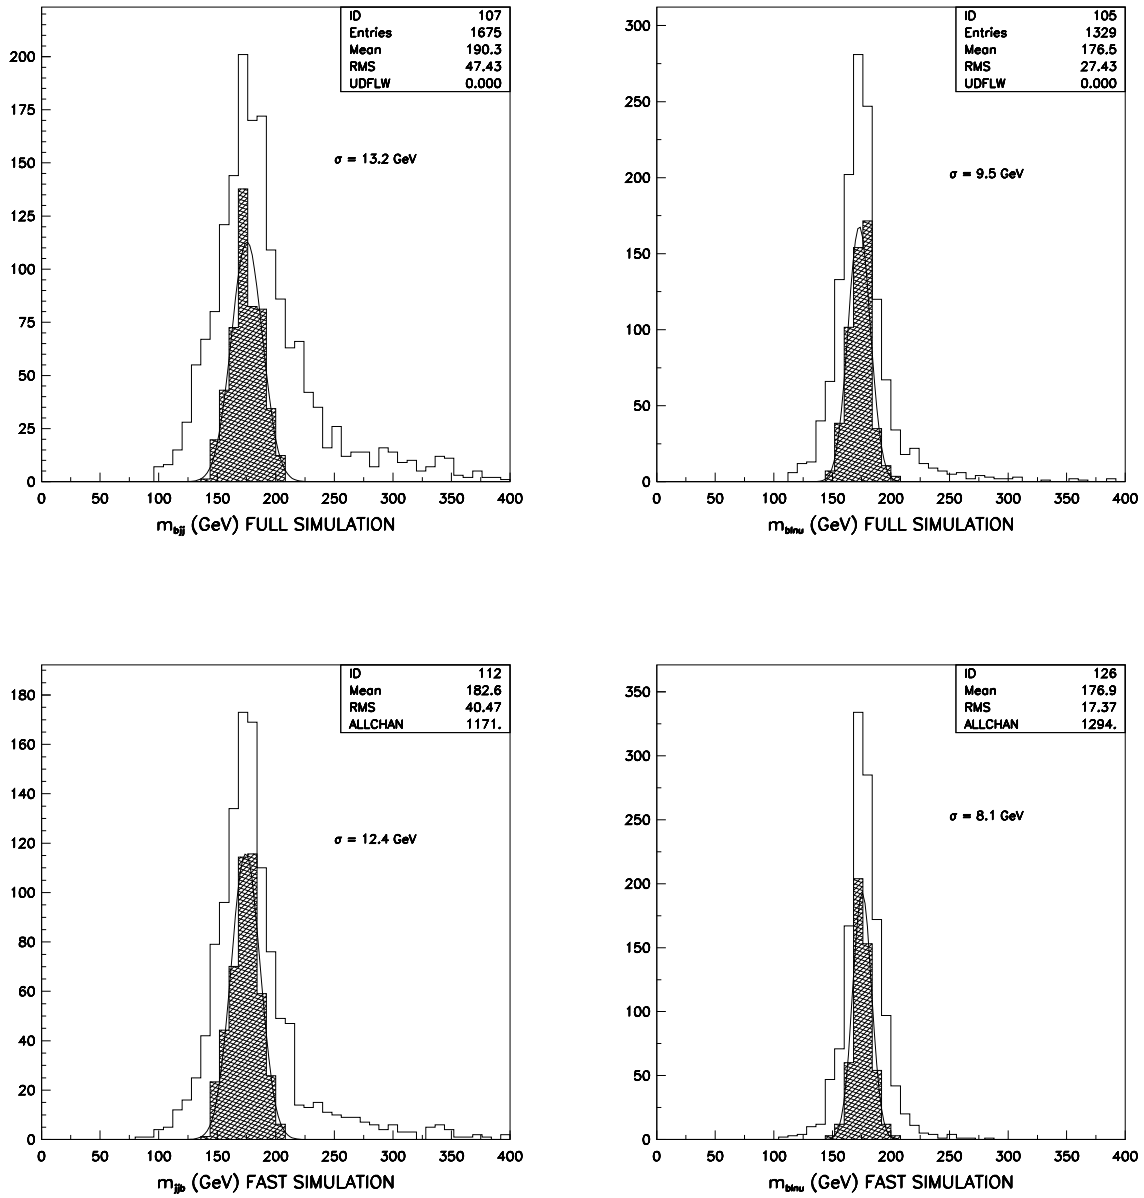 ID 107
Entries 1675
Mean 190.3
RMS 47.43
UDFLW 0.000
σ = 13.2 GeV
200
175
150
125
100
75
50
25
0
0 50 100 150 200 250 300 350 400
m_bjj (GeV) FULL SIMULATION
ID 105
Entries 1329
Mean 176.5
RMS 27.43
UDFLW 0.000
σ = 9.5 GeV
300
250
200
150
100
50
0
0 50 100 150 200 250 300 350 400
m_blnu (GeV) FULL SIMULATION
ID 112
Mean 182.6
RMS 40.47
ALLCHAN 1171.
σ = 12.4 GeV
180
160
140
120
100
80
60
40
20
0
0 50 100 150 200 250 300 350 400
m_jjb (GeV) FAST SIMULATION
ID 126
Mean 176.9
RMS 17.37
ALLCHAN 1294.
σ = 8.1 GeV
350
300
250
200
150
100
50
0
0 50 100 150 200 250 300 350 400
m_blnu (GeV) FAST SIMULATION